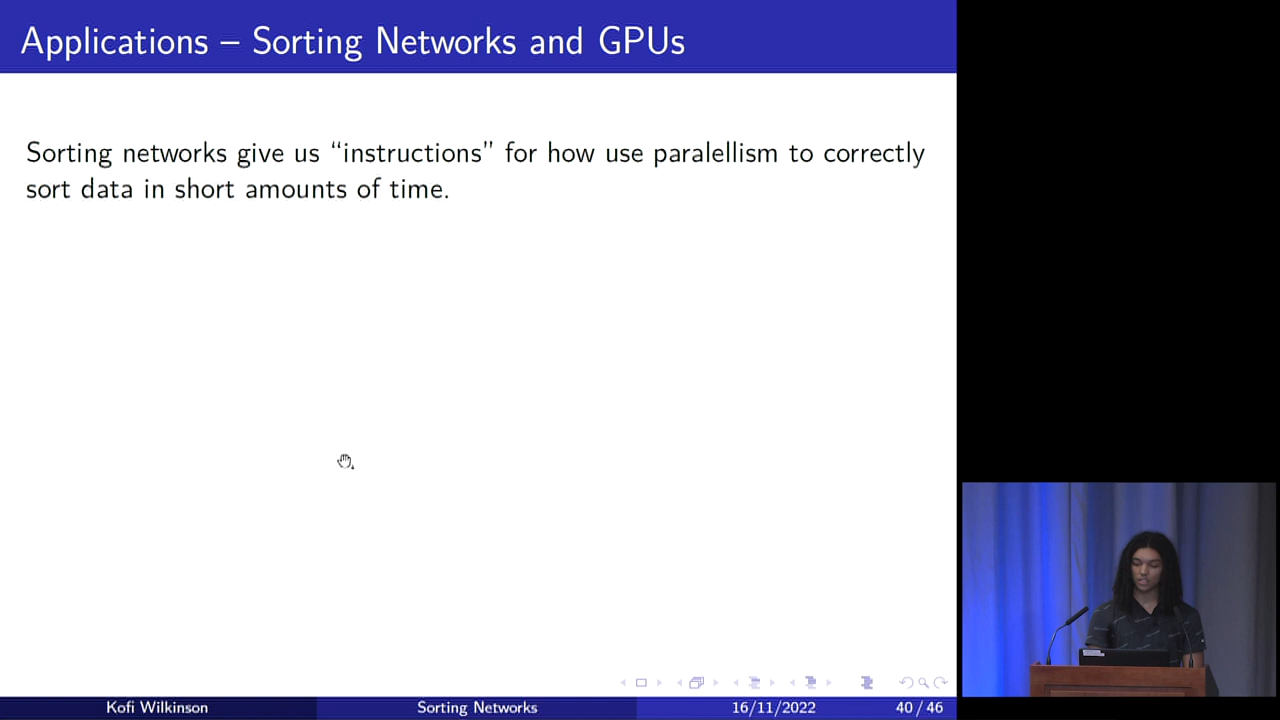 Applications – Sorting Networks and GPUs
Sorting networks give us “instructions” for how use paralellism to correctly
sort data in short amounts of time.
Kofi Wilkinson
Sorting Networks
16/11/2022
40 / 46